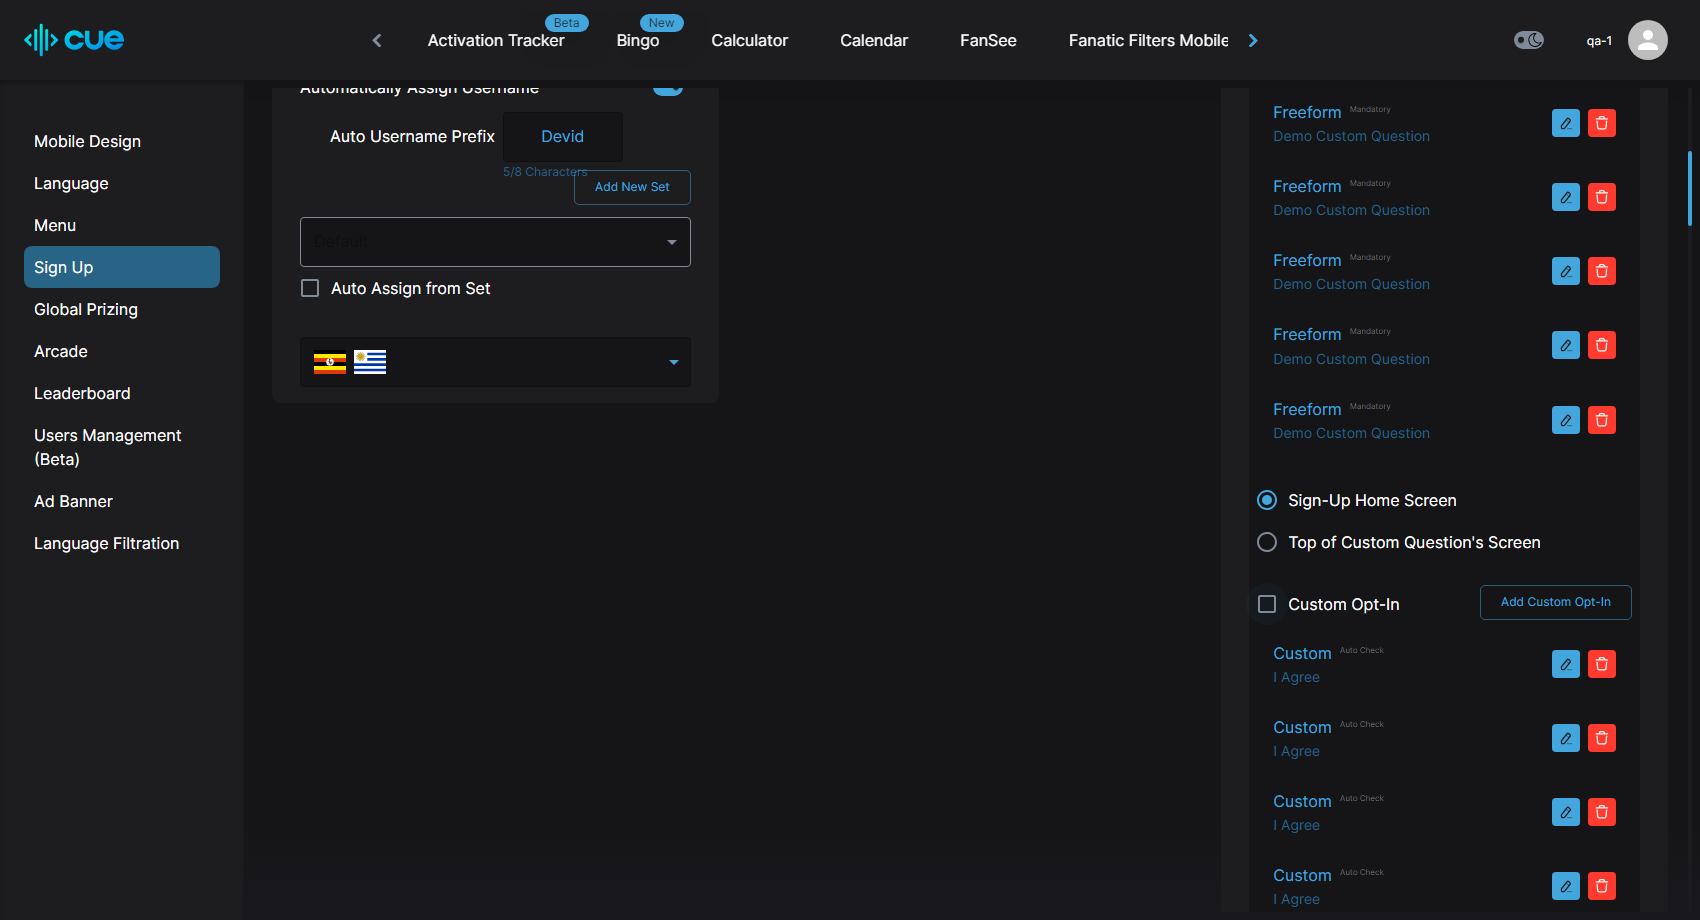 cue
Activation Tracker
Beta
Bingo
New
Calculator
Calendar
FanSee
Fanatic Filters Mobile
qa-1
Mobile Design
Language
Menu
Sign Up
Global Prizing
Arcade
Leaderboard
Users Management
(Beta)
Ad Banner
Language Filtration
Automatically Assign Username
Auto Username Prefix
Devid
5/8 Characters
Add New Set
Default
Auto Assign from Set
Freeform Mandatory
Demo Custom Question
Freeform Mandatory
Demo Custom Question
Freeform Mandatory
Demo Custom Question
Freeform Mandatory
Demo Custom Question
Freeform Mandatory
Demo Custom Question
Sign-Up Home Screen
Top of Custom Question's Screen
Custom Opt-In
Add Custom Opt-In
Custom Auto Check
I Agree
Custom Auto Check
I Agree
Custom Auto Check
I Agree
Custom Auto Check
I Agree